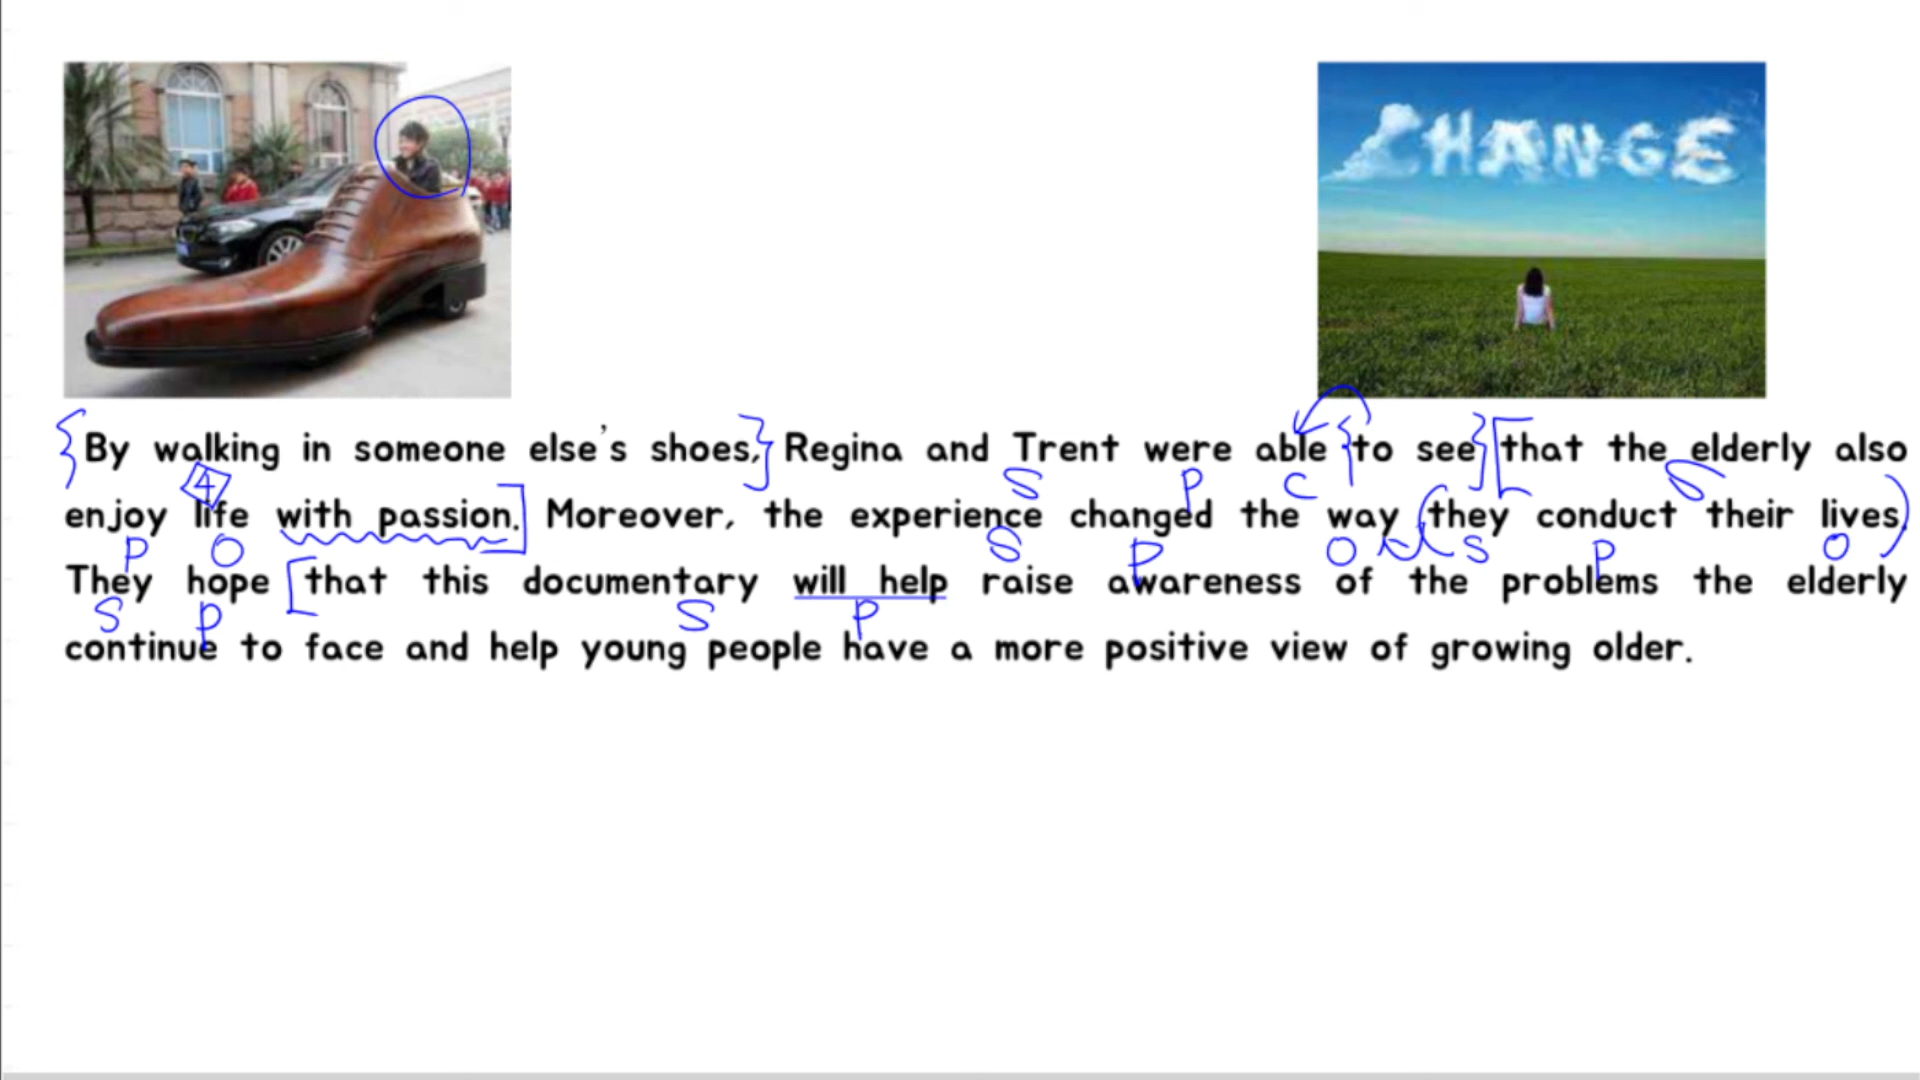 CHANGE
{By walking in someone else's shoes,} Regina and Trent were able {to see} [that the elderly also
4 S P C S
enjoy life with passion.] Moreover, the experience changed the way (they conduct their lives.)
P O S P O S P O
They hope [that this documentary will help raise awareness of the problems the elderly
S P S P
continue to face and help young people have a more positive view of growing older.